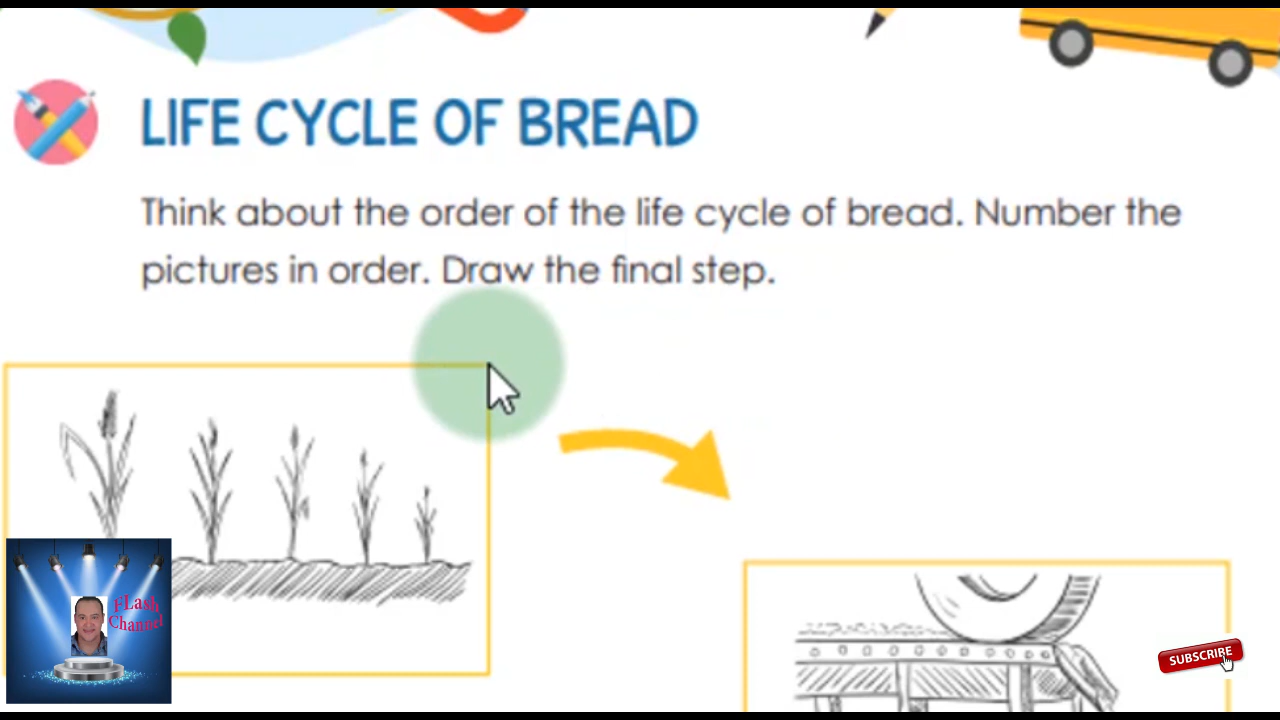 LIFE CYCLE OF BREAD
Think about the order of the life cycle of bread. Number the
pictures in order. Draw the final step.
FLash
Channel
SUBSCRIBE